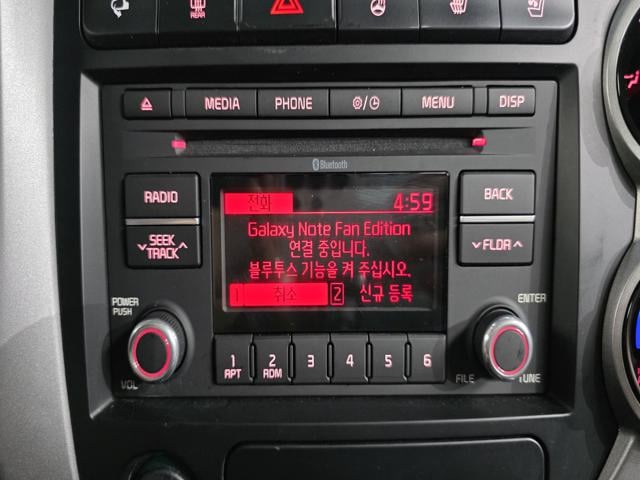 REAR
MEDIA PHONE MENU DISP
Bluetooth
RADIO
BACK
전화 4:59
Galaxy Note Fan Edition
연결 중입니다.
블루투스 기능을 켜 주십시오.
1 취소 2 신규 등록
SEEK
TRACK
FLDR
POWER
PUSH
VOL
ENTER
FILE TUNE
1 2 3 4 5 6
RPT RDM